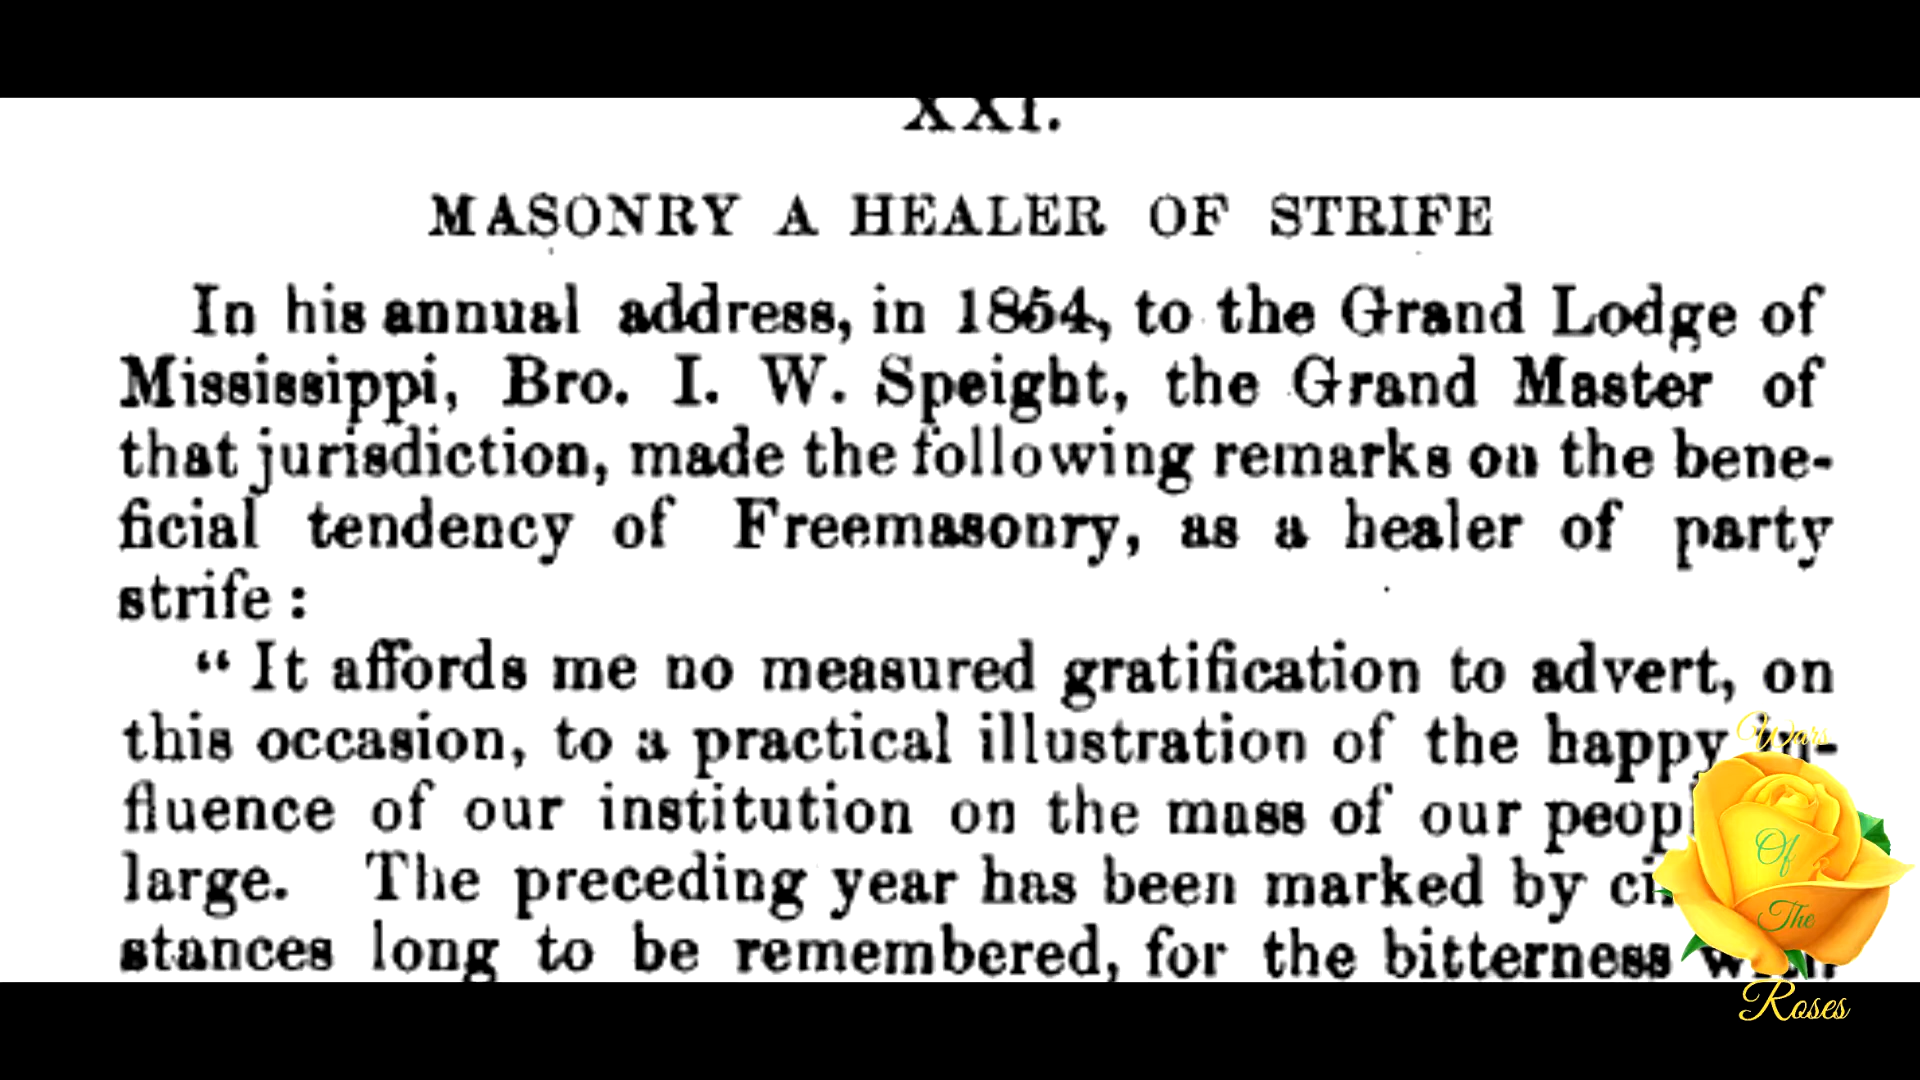 XXI.
MASONRY A HEALER OF STRIFE
In his annual address, in 1854, to the Grand Lodge of
Mississippi, Bro. I. W. Speight, the Grand Master of
that jurisdiction, made the following remarks on the bene-
ficial tendency of Freemasonry, as a healer of party
strife :
“ It affords me no measured gratification to advert, on
this occasion, to a practical illustration of the happy
fluence of our institution on the mass of our
large. The preceding year has been marked by
stances long to be remembered, for the bitterness
Wars
Of
The
Roses